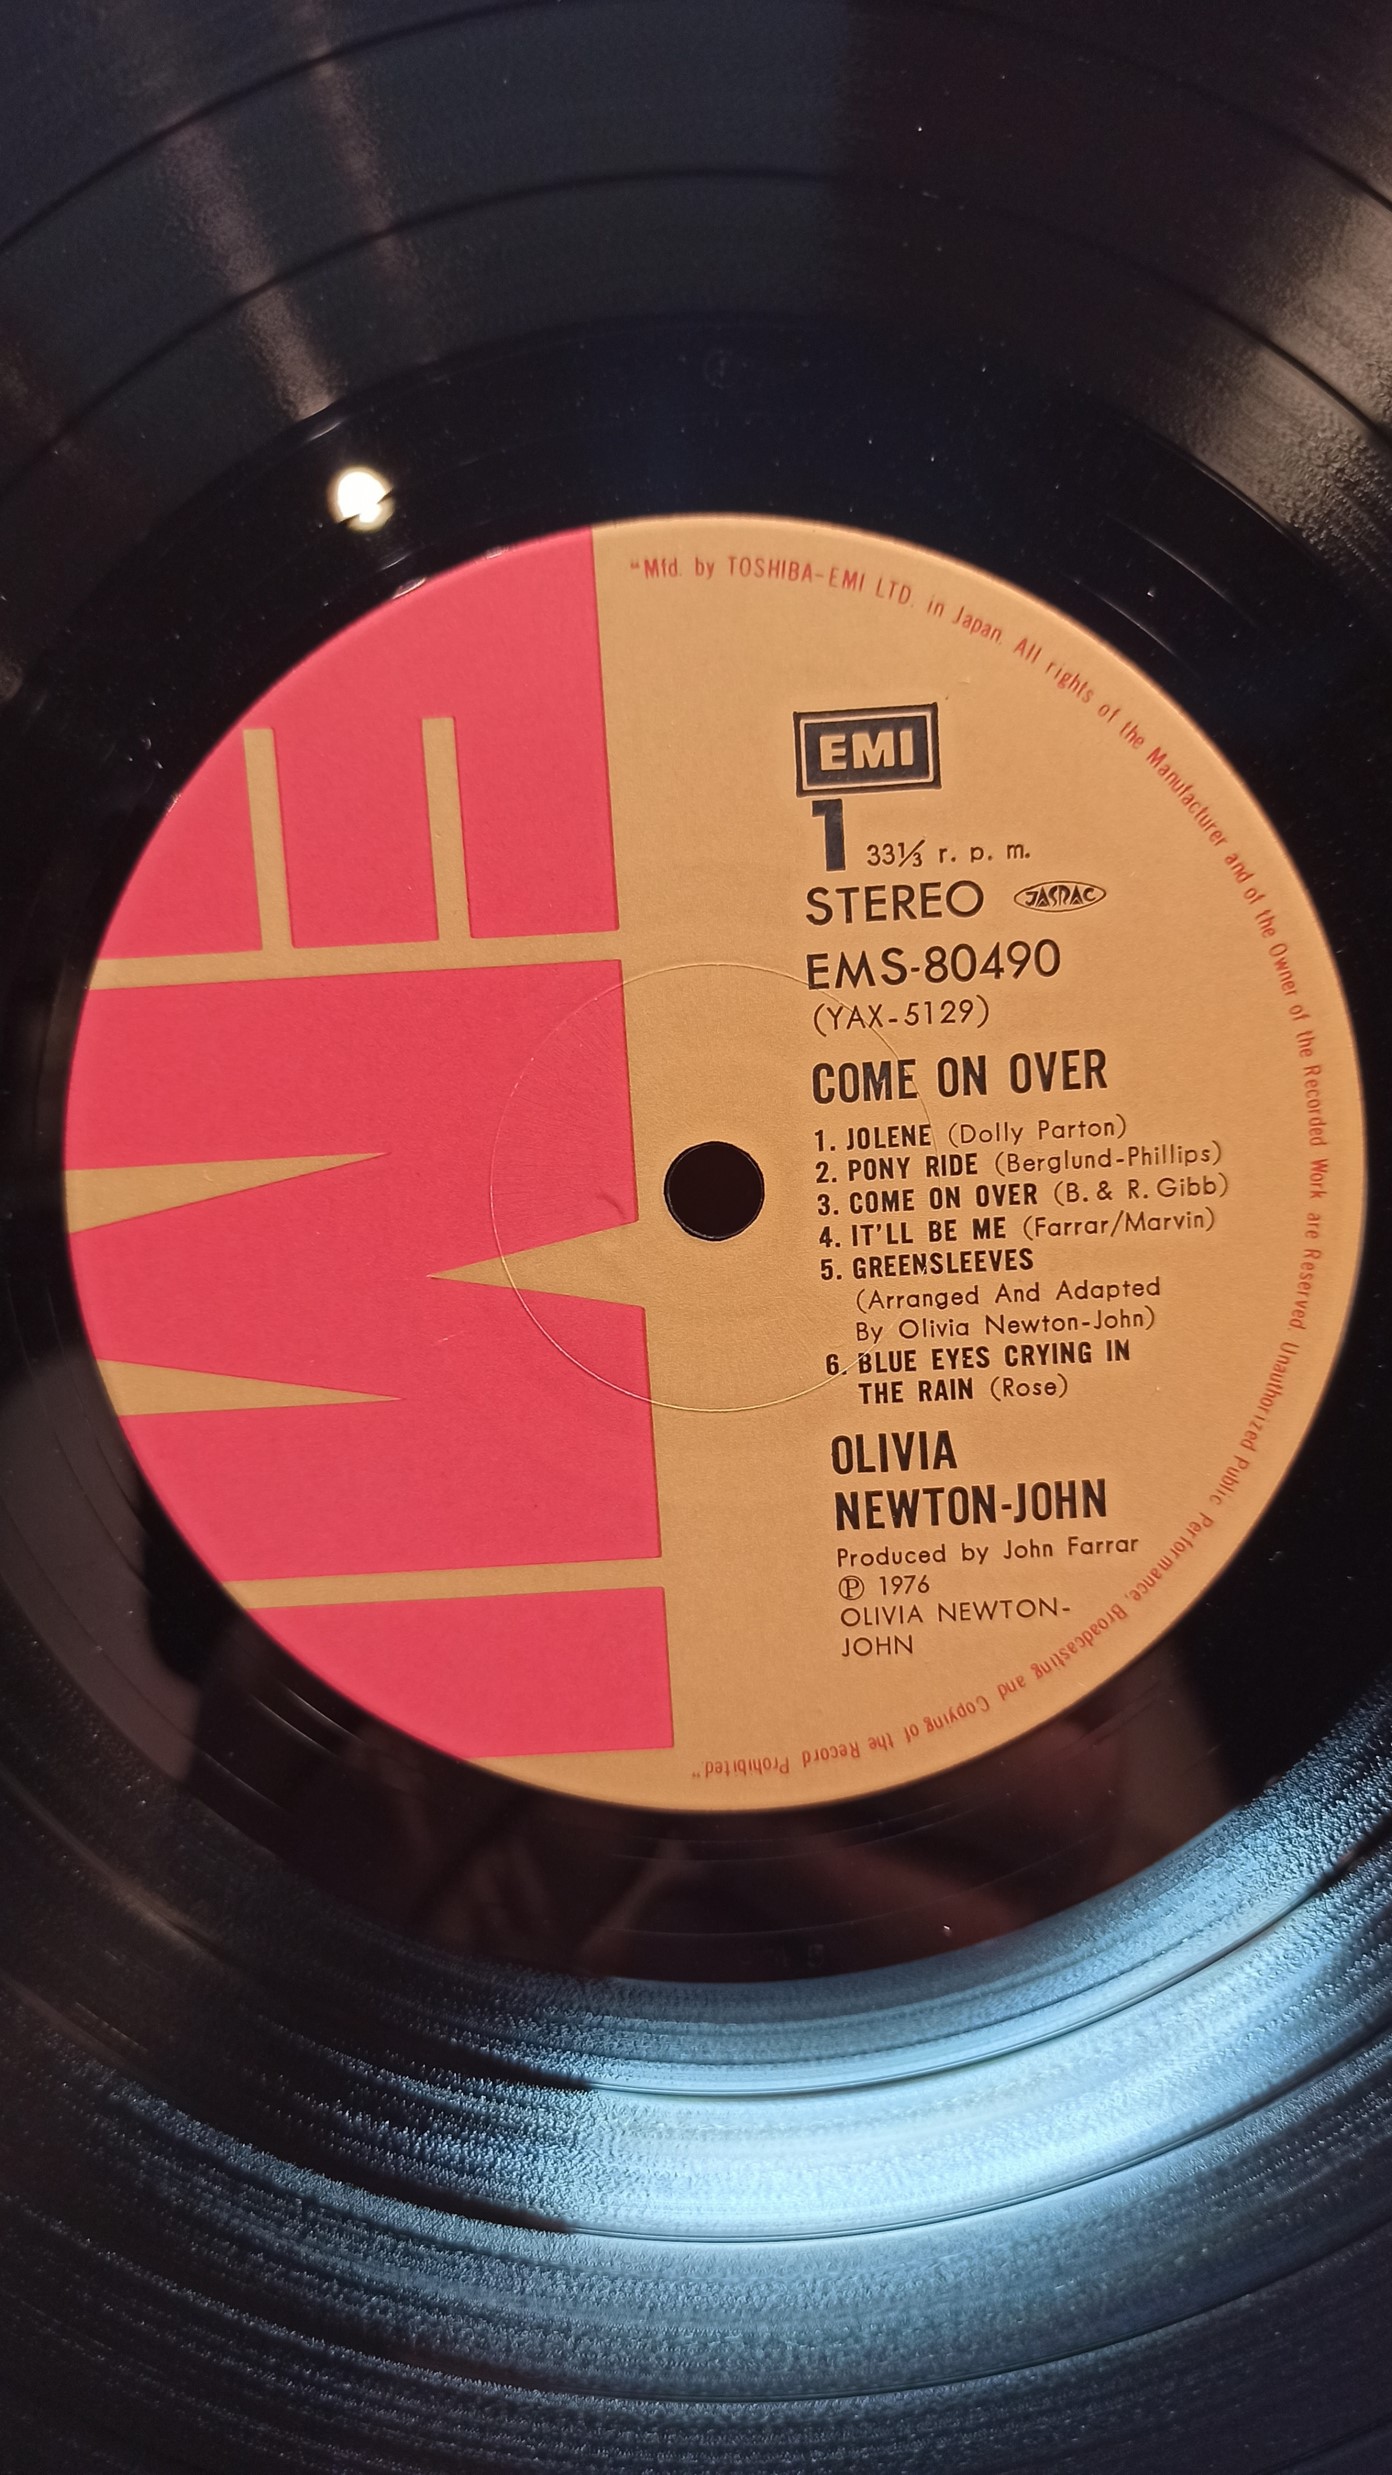 "Mfd. by TOSHIBA-EMI LTD. in Japan. All rights of the Manufacturer and of the Owner of the Recorded Work are Reserved. Unauthorized Public Performance, Broadcasting and Copying of the Record Prohibited."
EMI
EMI
1 33⅓ r. p. m.
STEREO JASRAC
EMS-80490
(YAX-5129)
COME ON OVER
1. JOLENE (Dolly Parton)
2. PONY RIDE (Berglund-Phillips)
3. COME ON OVER (B. & R. Gibb)
4. IT'LL BE ME (Farrar/Marvin)
5. GREENSLEEVES
(Arranged And Adapted
By Olivia Newton-John)
6. BLUE EYES CRYING IN
THE RAIN (Rose)
OLIVIA
NEWTON-JOHN
Produced by John Farrar
Ⓟ 1976
OLIVIA NEWTON-
JOHN